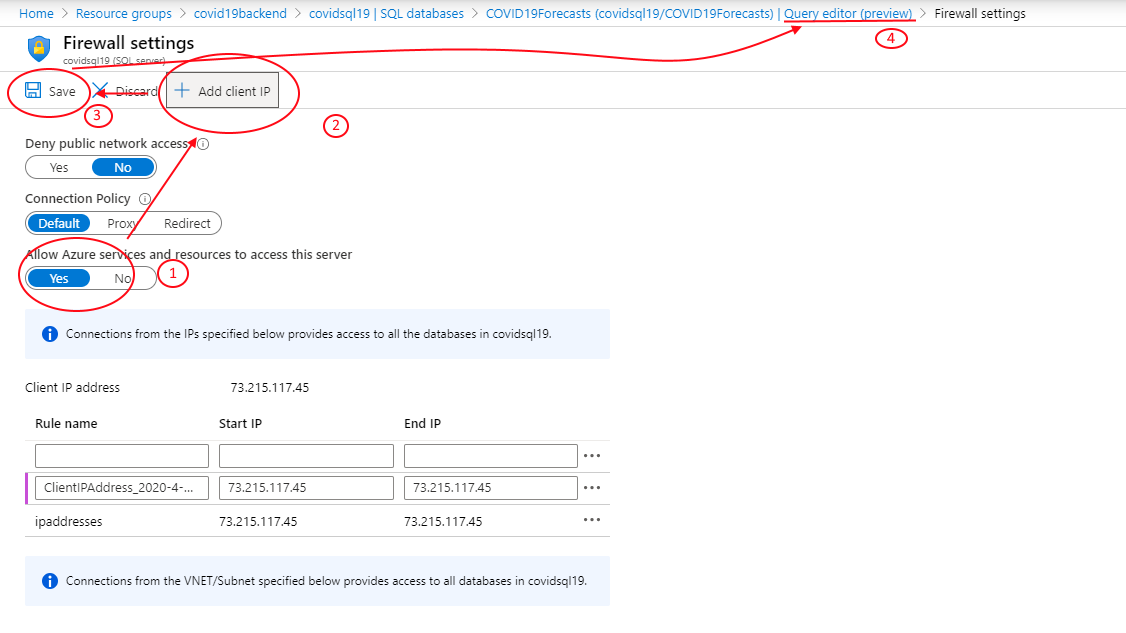 Home > Resource groups > covid19backend > covidsql19 | SQL databases > COVID19Forecasts (covidsql19/COVID19Forecasts) | Query editor (preview) > Firewall settings
4
Firewall settings
covidsql19 (SQL server)
Save Discard Add client IP
3
2
Deny public network access
Yes No
Connection Policy
Default Proxy Redirect
Allow Azure services and resources to access this server
Yes No
1
Connections from the IPs specified below provides access to all the databases in covidsql19.
Client IP address 73.215.117.45
Rule name Start IP End IP
ClientIPAddress_2020-4-... 73.215.117.45 73.215.117.45
ipaddresses 73.215.117.45 73.215.117.45
Connections from the VNET/Subnet specified below provides access to all databases in covidsql19.